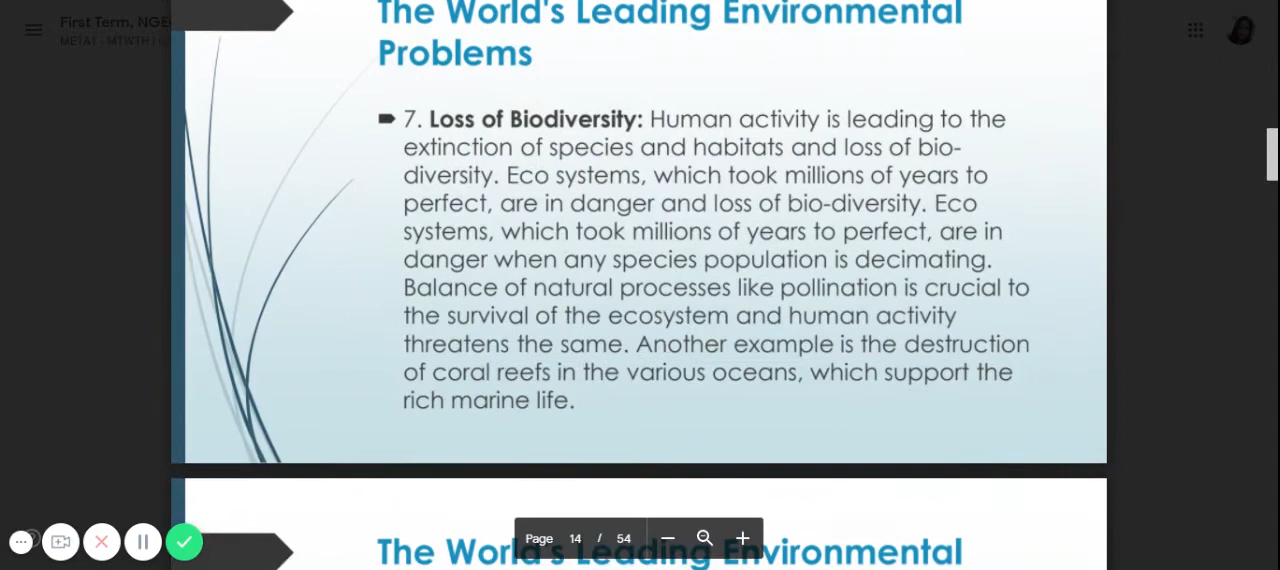 First Term, NGE
The World's Leading Environmental
Problems
7. Loss of Biodiversity: Human activity is leading to the
extinction of species and habitats and loss of bio-
diversity. Eco systems, which took millions of years to
perfect, are in danger and loss of bio-diversity. Eco
systems, which took millions of years to perfect, are in
danger when any species population is decimating.
Balance of natural processes like pollination is crucial to
the survival of the ecosystem and human activity
threatens the same. Another example is the destruction
of coral reefs in the various oceans, which support the
rich marine life.
Page 14 / 54
The World's Leading Environmental